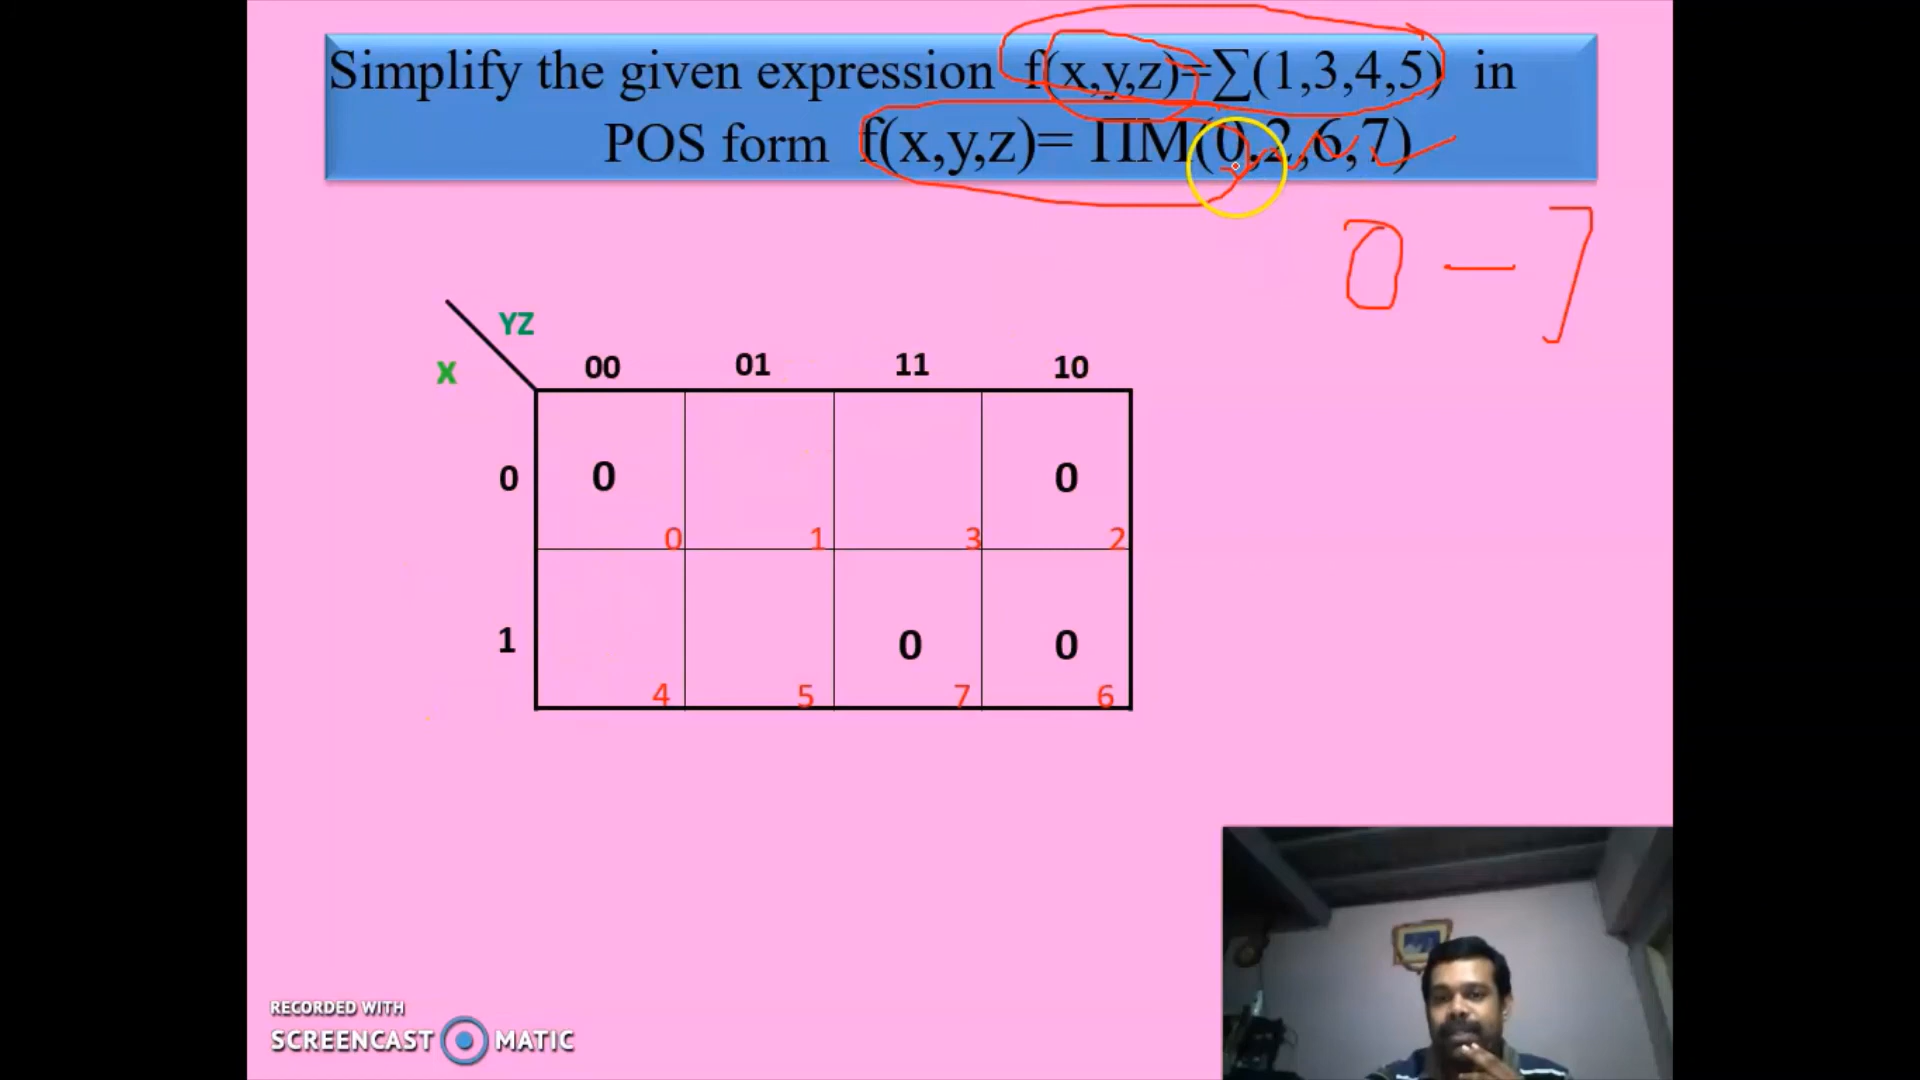 Simplify the given expression f(x,y,z)=∑(1,3,4,5) in
POS form f(x,y,z)= ΠM(0,2,6,7)
0 — 7
YZ
X
00 01 11 10
0 0 0
0 1 3 2
1 0 0
4 5 7 6
RECORDED WITH
SCREENCAST MATIC